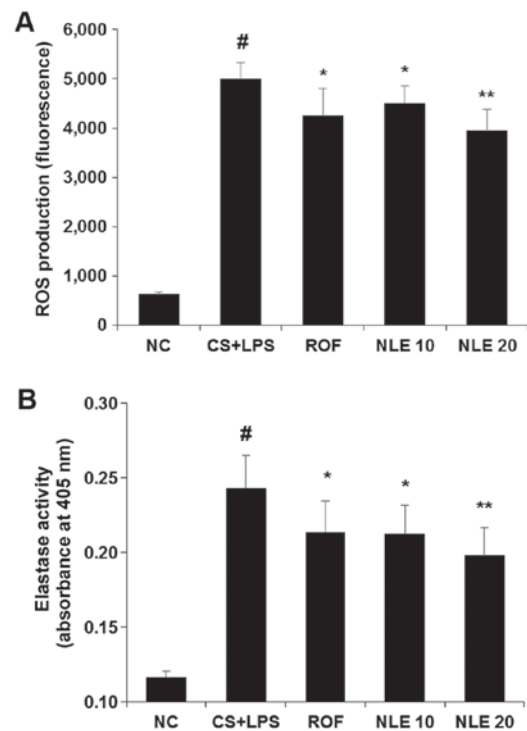 A
ROS production (fluorescence)
6,000
5,000
4,000
3,000
2,000
1,000
0
#
*
*
**
NC CS+LPS ROF NLE 10 NLE 20
B
Elastase activity
(absorbance at 405 nm)
0.30
0.25
0.20
0.15
0.10
#
*
*
**
NC CS+LPS ROF NLE 10 NLE 20